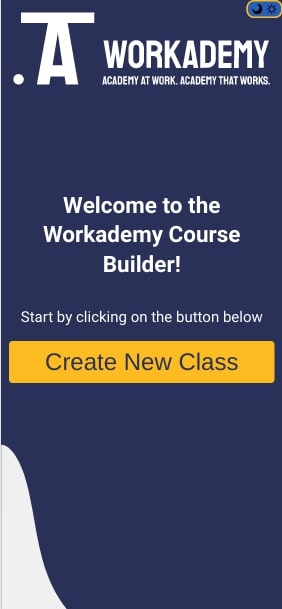 WORKADEMY
ACADEMY AT WORK. ACADEMY THAT WORKS.
Welcome to the
Workademy Course
Builder!
Start by clicking on the button below
Create New Class